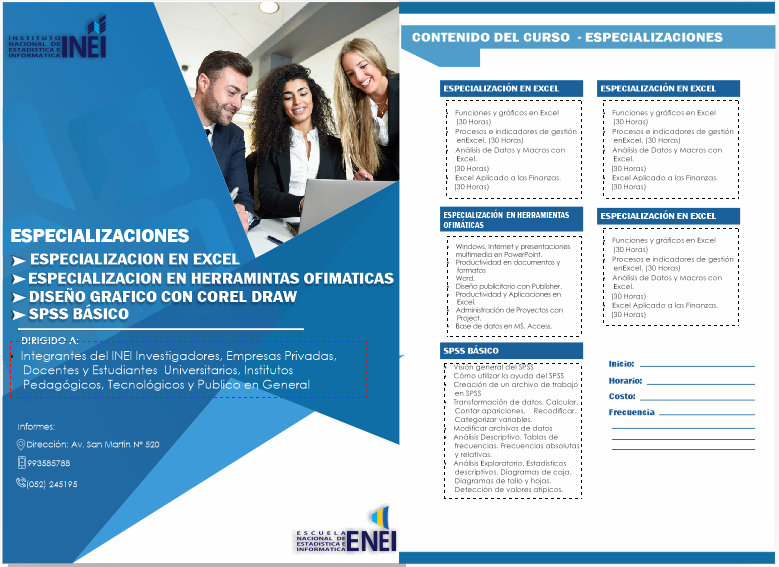 INSTITUTO
NACIONAL DE
ESTADISTICA E
INFORMATICA
INEI
ESPECIALIZACIONES
ESPECIALIZACION EN EXCEL
ESPECIALIZACION EN HERRAMINTAS OFIMATICAS
DISEÑO GRAFICO CON COREL DRAW
SPSS BÁSICO
DIRIGIDO A:
Integrantes del INEI Investigadores, Empresas Privadas,
Docentes y Estudiantes Universitarios, Institutos
Pedagógicos, Tecnológicos y Publico en General
Informes:
Dirección: Av. San Martin N° 520
993585788
(052) 245195
ESCUELA
NACIONAL DE
ESTADISTICA E
INFORMATICA
ENEI
CONTENIDO DEL CURSO - ESPECIALIZACIONES
ESPECIALIZACIÓN EN EXCEL
Funciones y gráficos en Excel
(30 Horas)
Procesos e indicadores de gestión
enExcel. (30 Horas)
Análisis de Datos y Macros con
Excel.
(30 Horas)
Excel Aplicado a las Finanzas.
(30 Horas)
ESPECIALIZACIÓN EN HERRAMIENTAS
OFIMATICAS
Windows, Internet y presentaciones
multimedia en PowerPoint.
Productividad en documentos y
formatos
Word.
Diseño publicitario con Publisher.
Productividad y Aplicaciones en
Excel.
Administración de Proyectos con
Project.
Base de datos en MS. Access.
SPSS BÁSICO
Visión general del SPSS
Cómo utilizar la ayuda del SPSS
Creación de un archivo de trabajo
en SPSS
Transformación de datos. Calcular.
Contar apariciones. Recodificar.
Categorizar variables.
Modificar archivos de datos
Análisis Descriptivo. Tablas de
frecuencias. Frecuencias absolutas
y relativas.
Análisis Exploratorio. Estadísticos
descriptivos. Diagramas de caja.
Diagramas de tallo y hojas.
Detección de valores atípicos.
ESPECIALIZACIÓN EN EXCEL
Funciones y gráficos en Excel
(30 Horas)
Procesos e indicadores de gestión
enExcel. (30 Horas)
Análisis de Datos y Macros con
Excel.
(30 Horas)
Excel Aplicado a las Finanzas.
(30 Horas)
ESPECIALIZACIÓN EN EXCEL
Funciones y gráficos en Excel
(30 Horas)
Procesos e indicadores de gestión
enExcel. (30 Horas)
Análisis de Datos y Macros con
Excel.
(30 Horas)
Excel Aplicado a las Finanzas.
(30 Horas)
Inicio:
Horario:
Costo:
Frecuencia